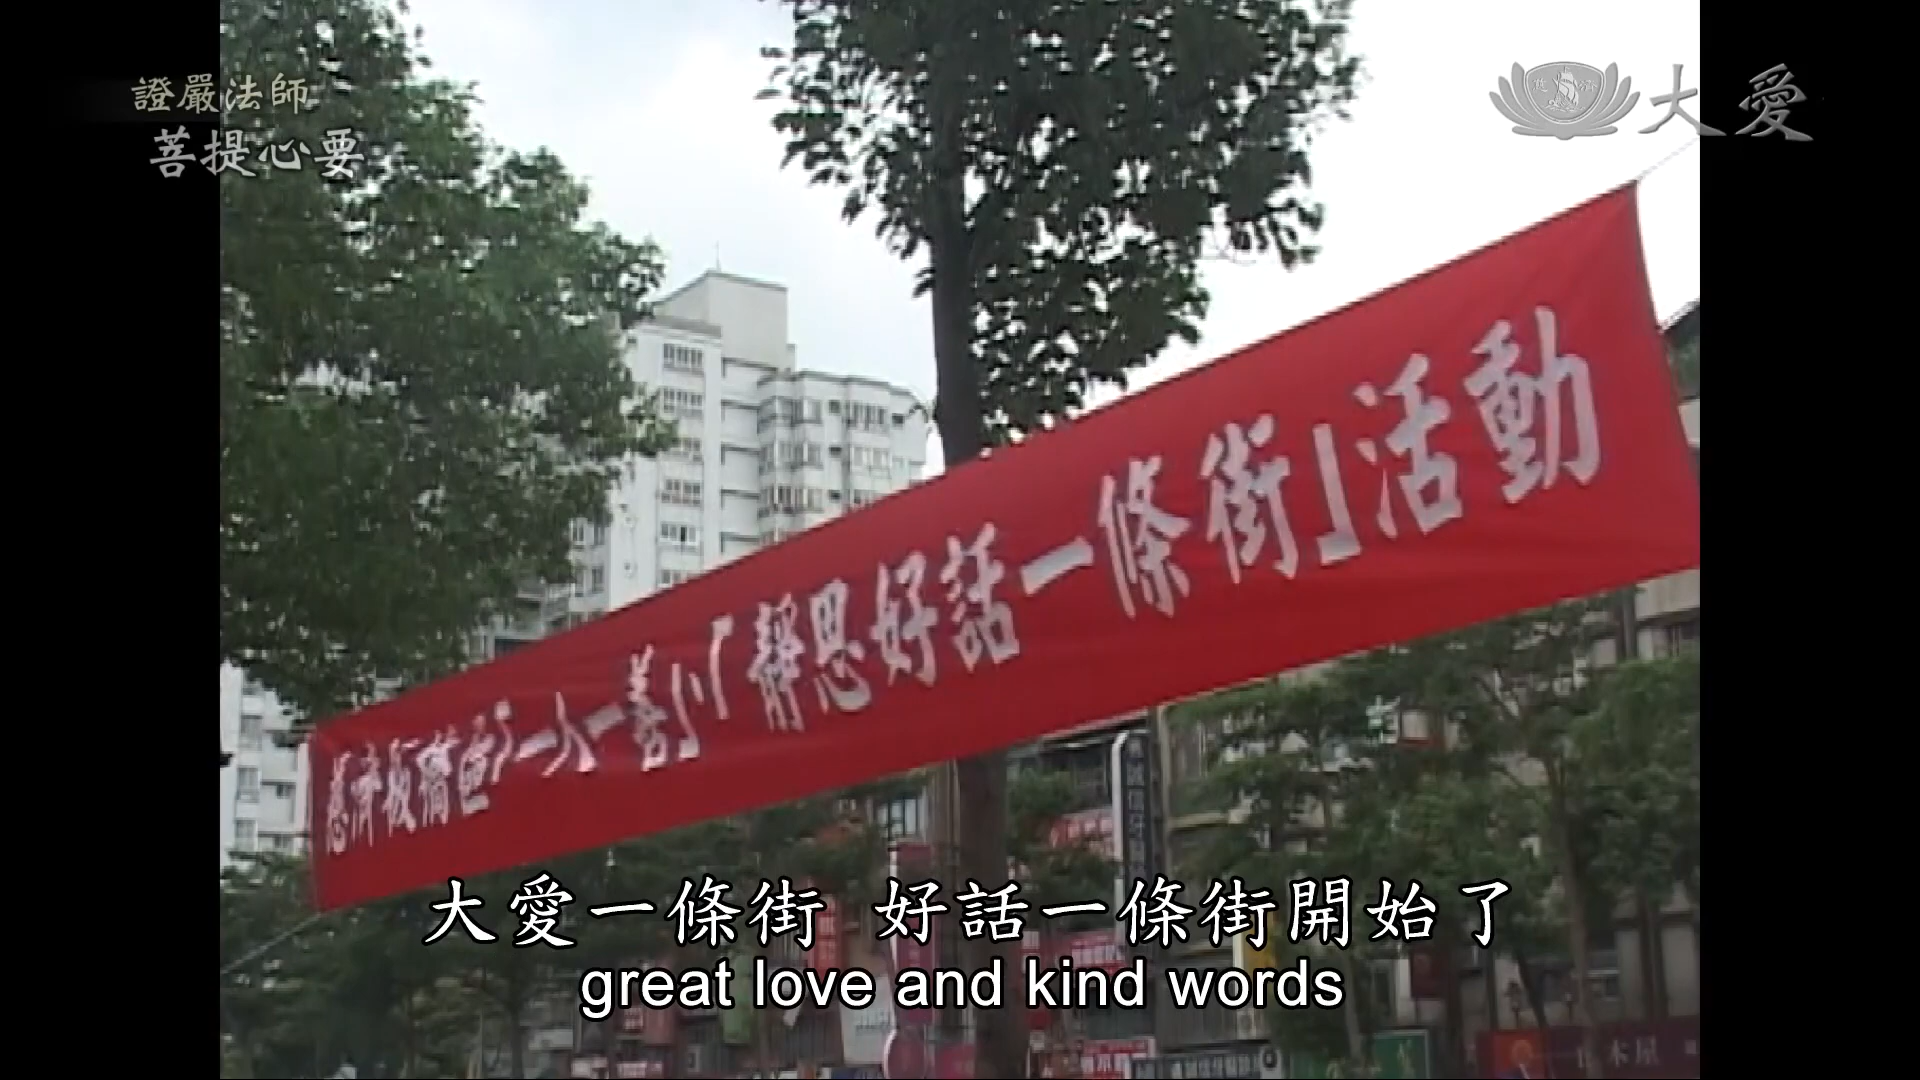 證嚴法師
菩提心要
大愛
慈濟板橋區「一人一善」「靜思好話一條街」活動
大愛一條街 好話一條街開始了
great love and kind words